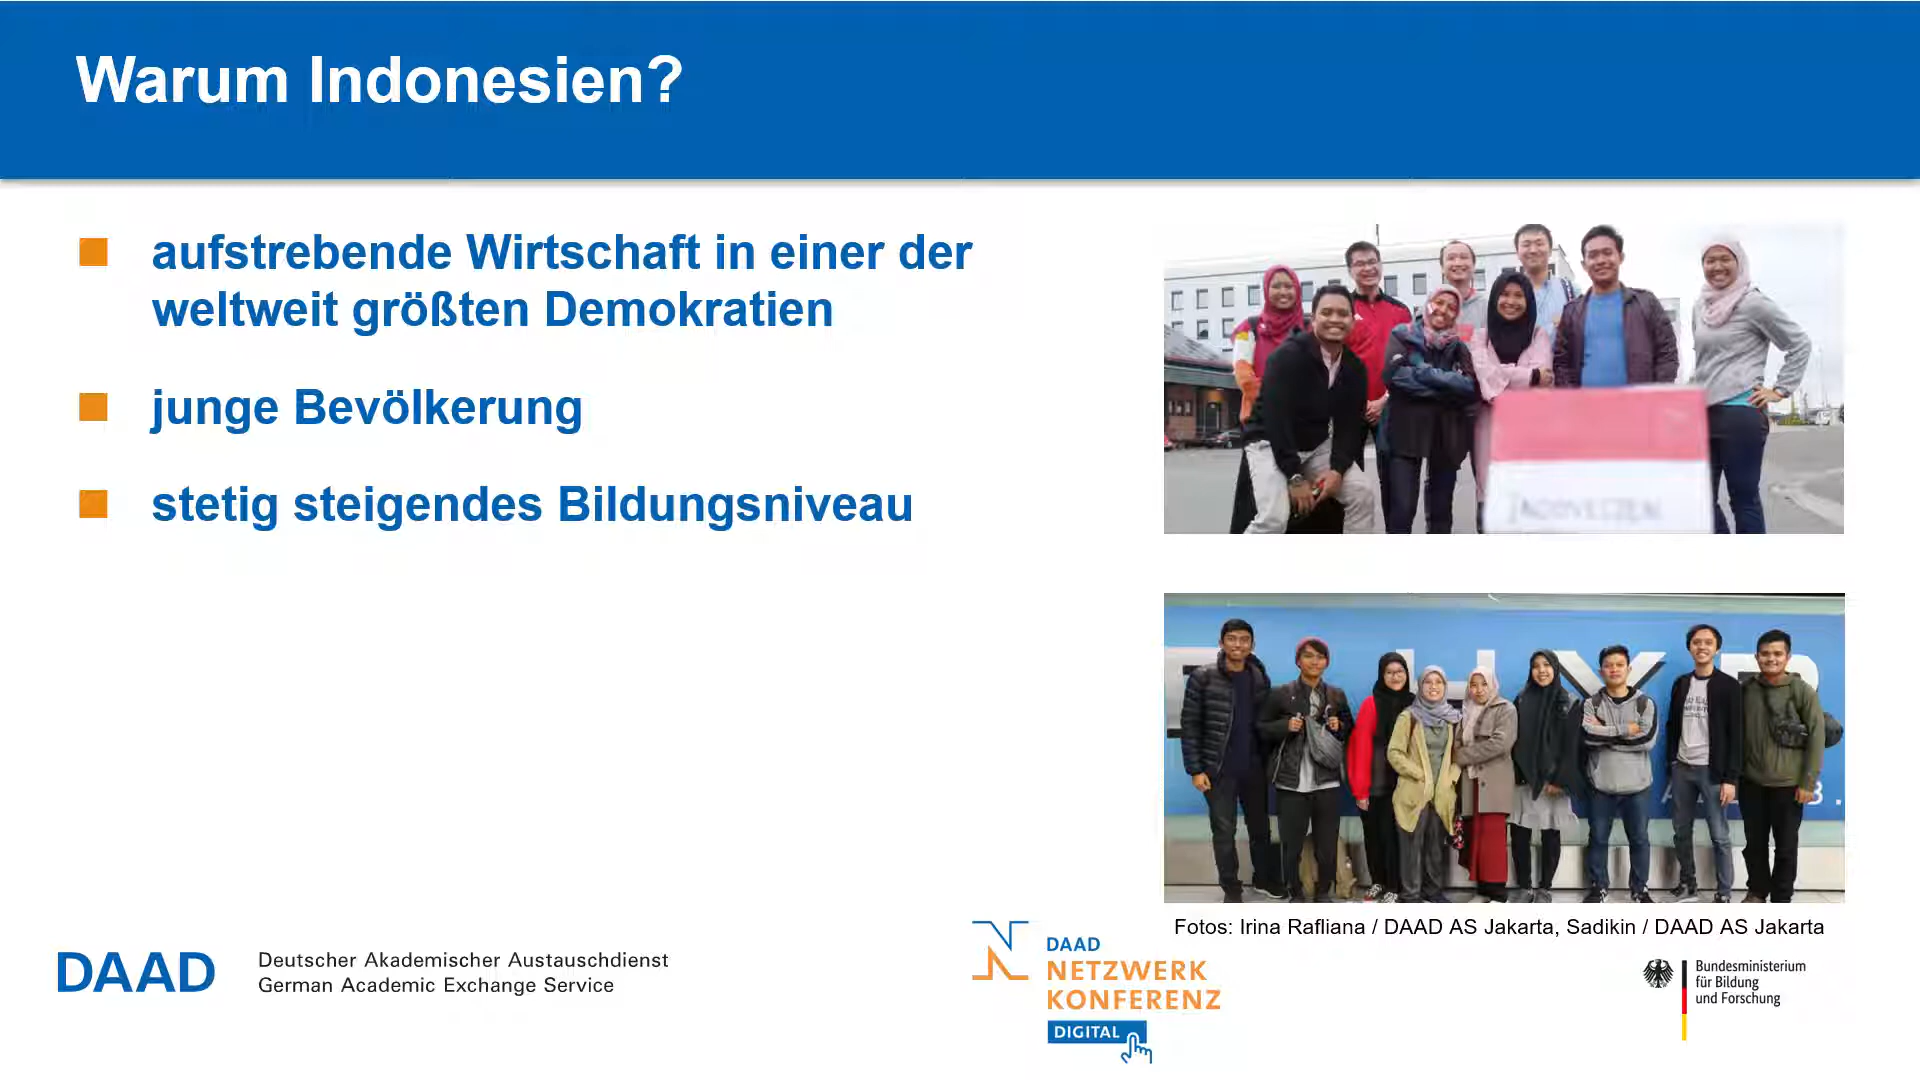 Warum Indonesien?
aufstrebende Wirtschaft in einer der
weltweit größten Demokratien
junge Bevölkerung
stetig steigendes Bildungsniveau
Fotos: Irina Rafliana / DAAD AS Jakarta, Sadikin / DAAD AS Jakarta
DAAD
Deutscher Akademischer Austauschdienst
German Academic Exchange Service
DAAD
NETZWERK
KONFERENZ
DIGITAL
Bundesministerium
für Bildung
und Forschung